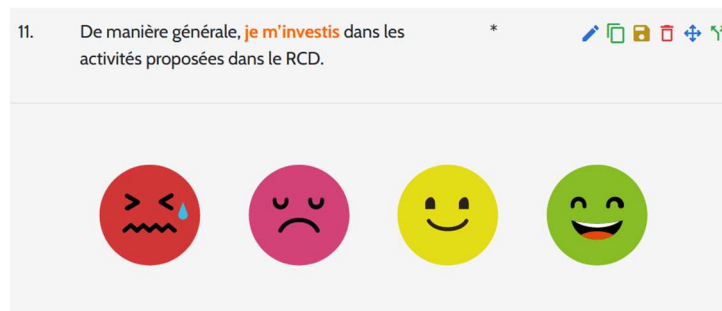 11. De manière générale, je m'investis dans les *
activités proposées dans le RCD.